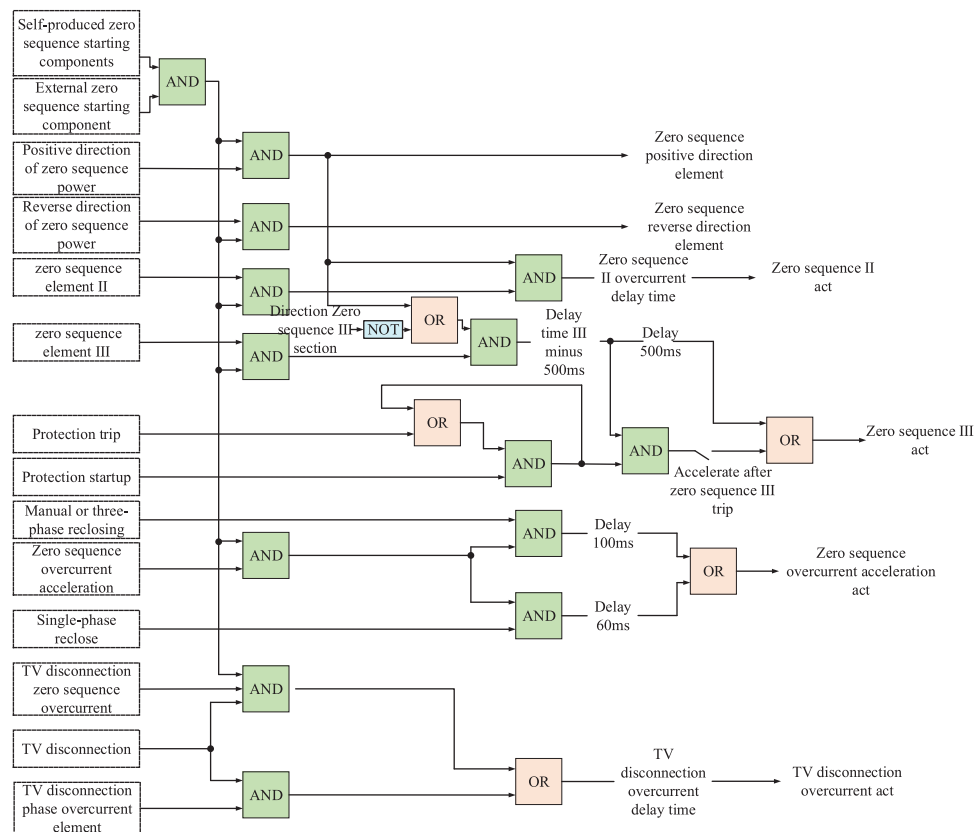 Self-produced zero
sequence starting
components
AND
External zero
sequence starting
component
Positive direction
of zero sequence
power
AND
Zero sequence
positive direction
element
Reverse direction
of zero sequence
power
AND
Zero sequence
reverse direction
element
zero sequence
element II
AND
AND
Zero sequence
II overcurrent
delay time
Zero sequence II
act
Direction Zero
sequence III
section
NOT
OR
zero sequence
element III
AND
AND
Delay
time III
minus
500ms
Delay
500ms
Protection trip
OR
Protection startup
AND
AND
Accelerate after
zero sequence III
trip
OR
Zero sequence III
act
Manual or three-
phase reclosing
AND
Delay
100ms
Zero sequence
overcurrent
acceleration
AND
OR
Zero sequence
overcurrent acceleration
act
Single-phase
reclose
AND
Delay
60ms
TV disconnection
zero sequence
overcurrent
AND
TV disconnection
TV disconnection
phase overcurrent
element
AND
OR
TV
disconnection
overcurrent
delay time
TV disconnection
overcurrent act